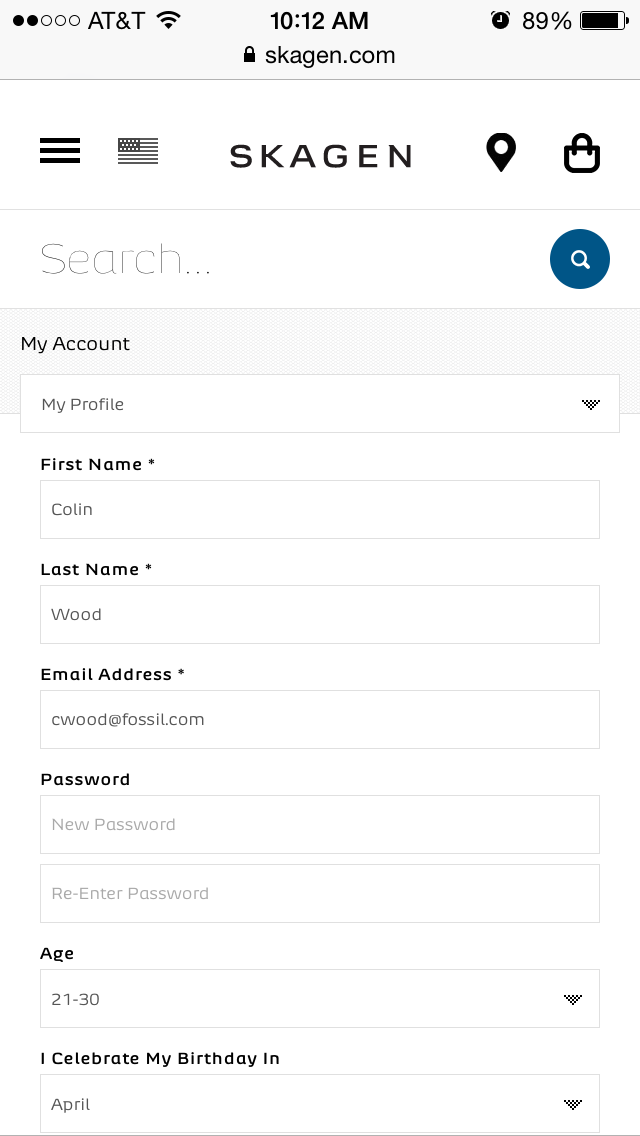 AT&T 10:12 AM 89%
skagen.com
SKAGEN
Search...
My Account
My Profile
First Name *
Colin
Last Name *
Wood
Email Address *
cwood@fossil.com
Password
New Password
Re-Enter Password
Age
21-30
I Celebrate My Birthday In
April